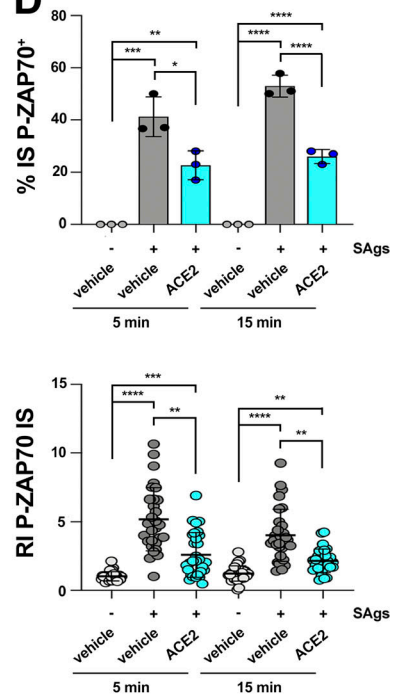 D
80
60
40
20
0
% IS P-ZAP70+
**
***
*
****
****
****
- + + - + + SAgs
vehicle vehicle ACE2 vehicle vehicle ACE2
5 min 15 min
15
10
5
0
RI P-ZAP70 IS
***
****
**
**
****
**
- + + - + + SAgs
vehicle vehicle ACE2 vehicle vehicle ACE2
5 min 15 min